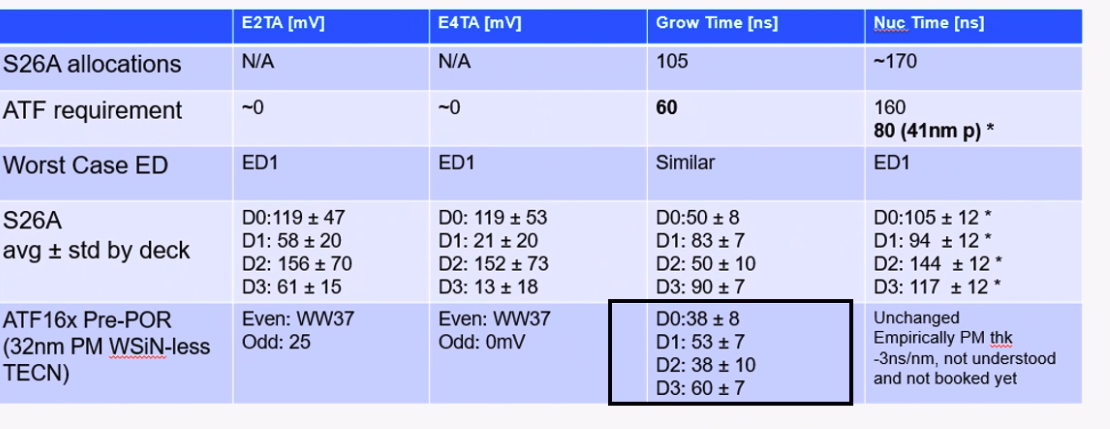 E2TA [mV] E4TA [mV] Grow Time [ns] Nuc Time [ns]
S26A allocations N/A N/A 105 ~170
ATF requirement ~0 ~0 60 160
80 (41nm p) *
Worst Case ED ED1 ED1 Similar ED1
S26A
avg ± std by deck
D0:119 ± 47
D1: 58 ± 20
D2: 156 ± 70
D3: 61 ± 15
D0: 119 ± 53
D1: 21 ± 20
D2: 152 ± 73
D3: 13 ± 18
D0:50 ± 8
D1: 83 ± 7
D2: 50 ± 10
D3: 90 ± 7
D0:105 ± 12 *
D1: 94 ± 12 *
D2: 144 ± 12 *
D3: 117 ± 12 *
ATF16x Pre-POR
(32nm PM WSiN-less
TECN)
Even: WW37
Odd: 25
Even: WW37
Odd: 0mV
D0:38 ± 8
D1: 53 ± 7
D2: 38 ± 10
D3: 60 ± 7
Unchanged
Empirically PM thk
-3ns/nm, not understood
and not booked yet